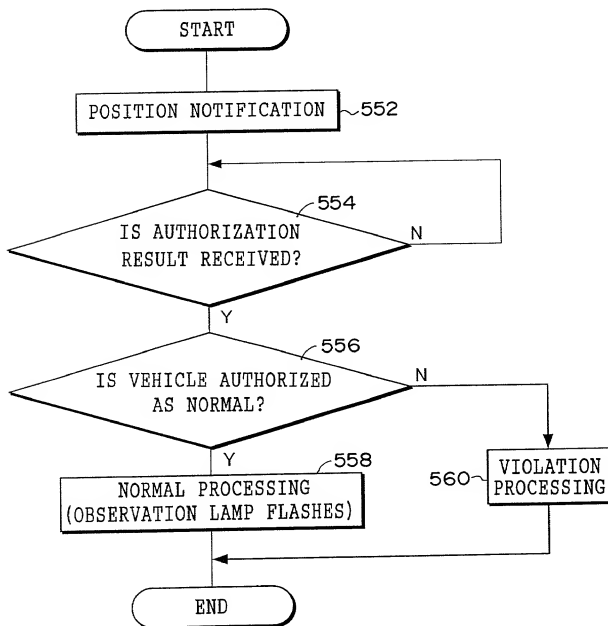 START
POSITION NOTIFICATION
552
554
IS AUTHORIZATION
RESULT RECEIVED?
N
Y
556
IS VEHICLE AUTHORIZED
AS NORMAL?
N
Y
558
NORMAL PROCESSING
(OBSERVATION LAMP FLASHES)
560
VIOLATION
PROCESSING
END